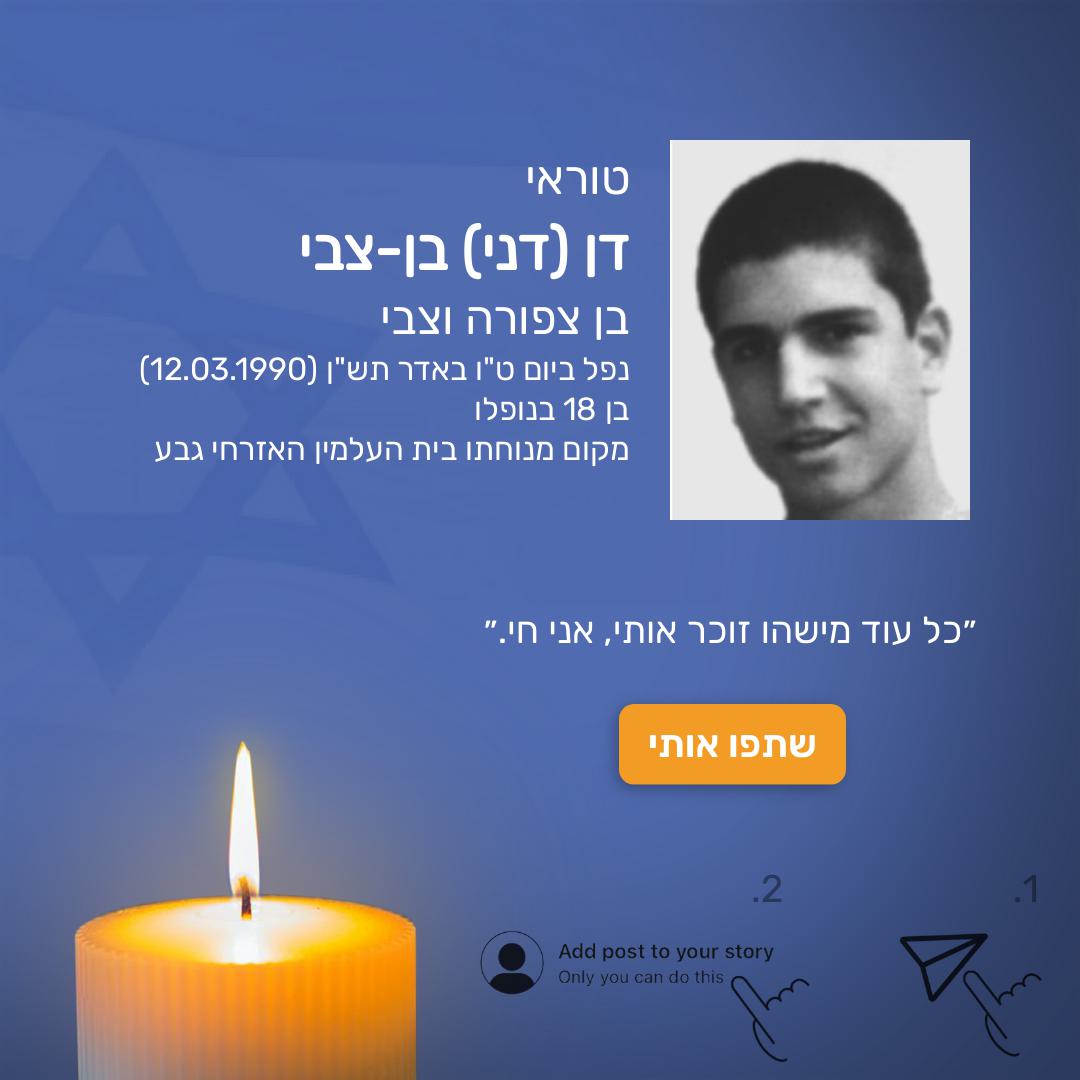 טוראי
דן (דני) בן-צבי
בן צפורה וצבי
נפל ביום ט"ו באדר תש"ן (12.03.1990)
בן 18 בנופלו
מקום מנוחתו בית העלמין האזרחי גבע
״כל עוד מישהו זוכר אותי, אני חי.״
שתפו אותי
1.
2.
Add post to your story
Only you can do this